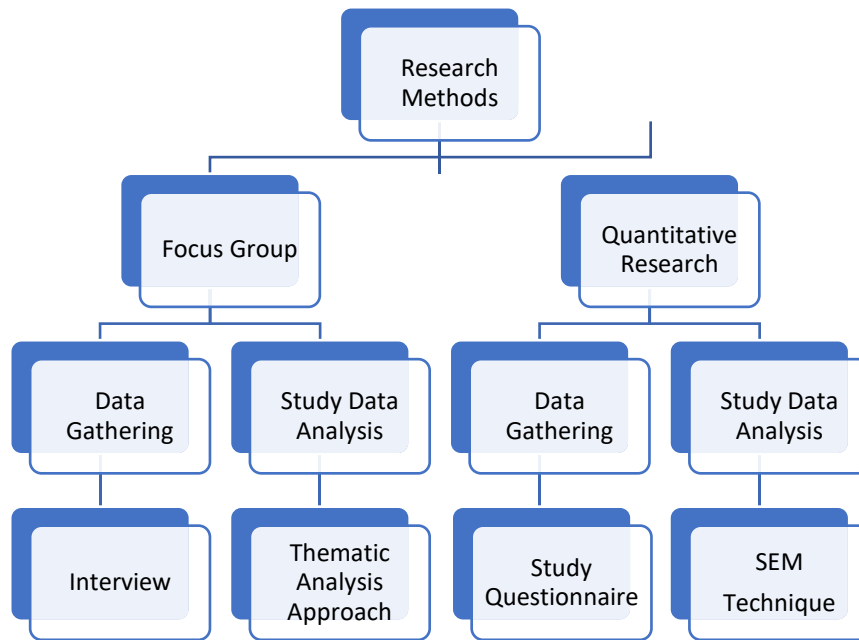 Research
Methods
Focus Group
Quantitative
Research
Data
Gathering
Study Data
Analysis
Data
Gathering
Study Data
Analysis
Interview
Thematic
Analysis
Approach
Study
Questionnaire
SEM
Technique